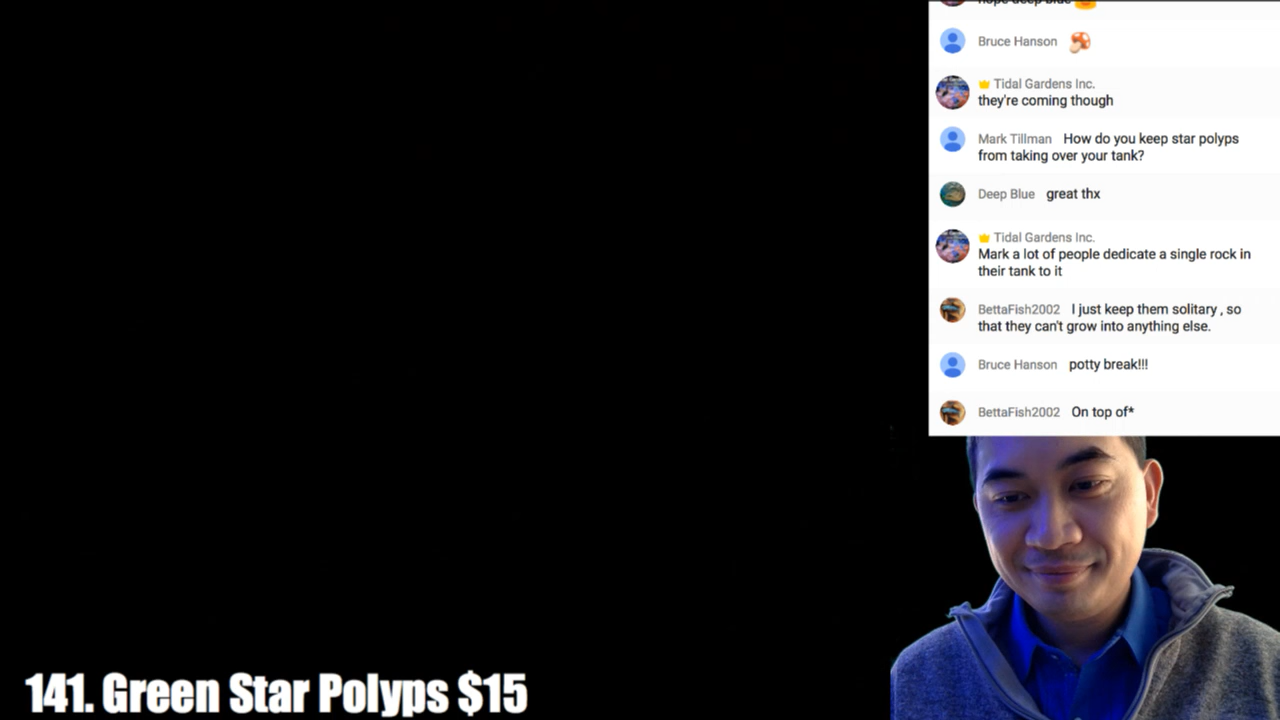 hope deep blue
Bruce Hanson
Tidal Gardens Inc.
they're coming though
Mark Tillman How do you keep star polyps
from taking over your tank?
Deep Blue great thx
Tidal Gardens Inc.
Mark a lot of people dedicate a single rock in
their tank to it
BettaFish2002 I just keep them solitary , so
that they can't grow into anything else.
Bruce Hanson potty break!!!
BettaFish2002 On top of*
141. Green Star Polyps $15